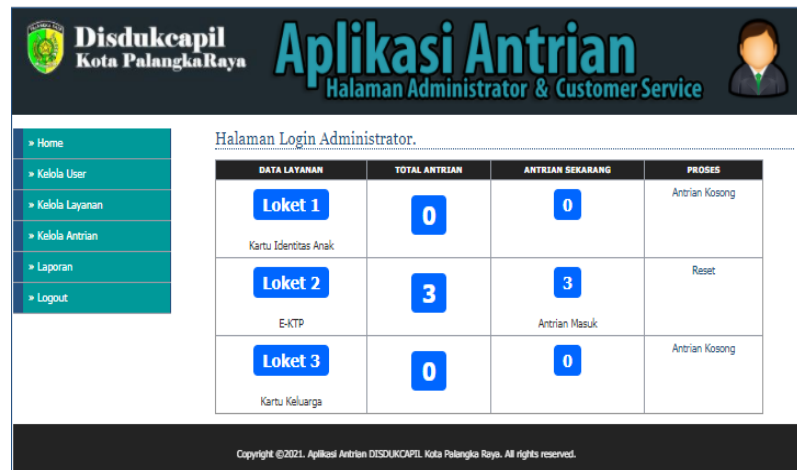 Disdukcapil
Kota PalangkaRaya
Aplikasi Antrian
Halaman Administrator & Customer Service
» Home
» Kelola User
» Kelola Layanan
» Kelola Antrian
» Laporan
» Logout
Halaman Login Administrator.
DATA LAYANAN TOTAL ANTRIAN ANTRIAN SEKARANG PROSES
Loket 1 0 0 Antrian Kosong
Kartu Identitas Anak
Loket 2 3 3 Reset
E-KTP Antrian Masuk
Loket 3 0 0 Antrian Kosong
Kartu Keluarga
Copyright ©2021. Aplikasi Antrian DISDUKCAPIL Kota Palangka Raya. All rights reserved.